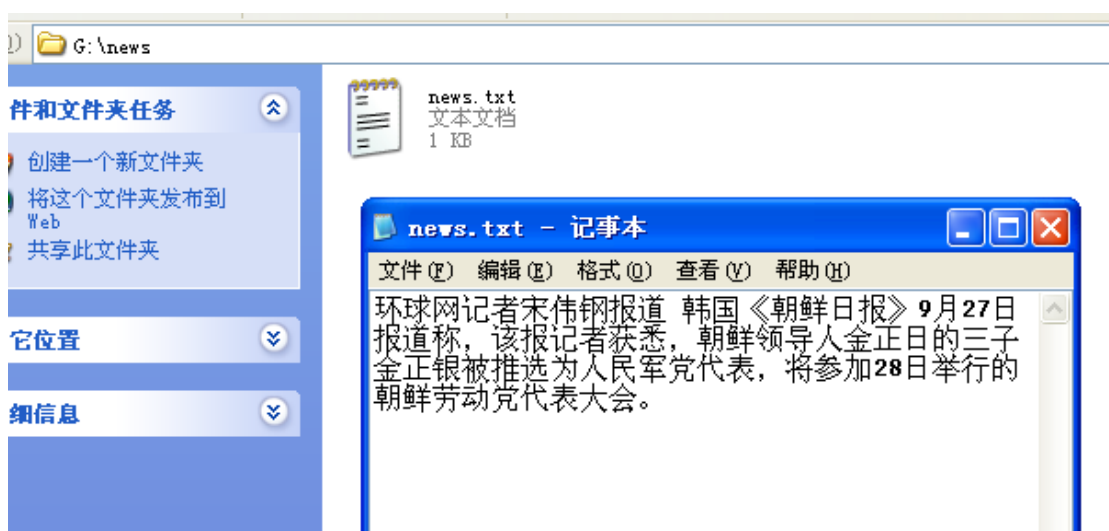 G:\news
件和文件夹任务
创建一个新文件夹
将这个文件夹发布到
Web
共享此文件夹
它位置
细信息
news.txt
文本文档
1 KB
news.txt - 记事本
文件(F) 编辑(E) 格式(O) 查看(V) 帮助(H)
环球网记者宋伟钢报道 韩国《朝鲜日报》9月27日
报道称，该报记者获悉，朝鲜领导人金正日的三子
金正银被推选为人民军党代表，将参加28日举行的
朝鲜劳动党代表大会。